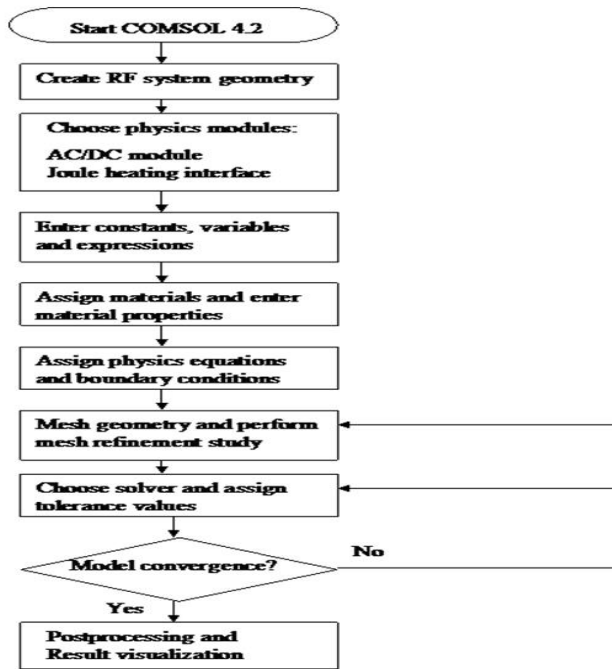 Start COMSOL 4.2
Create RF system geometry
Choose physics modules:
AC/DC module
Joule heating interface
Enter constants, variables
and expressions
Assign materials and enter
material properties
Assign physics equations
and boundary conditions
Mesh geometry and perform
mesh refinement study
Choose solver and assign
tolerance values
Model convergence?
No
Yes
Postprocessing and
Result visualization